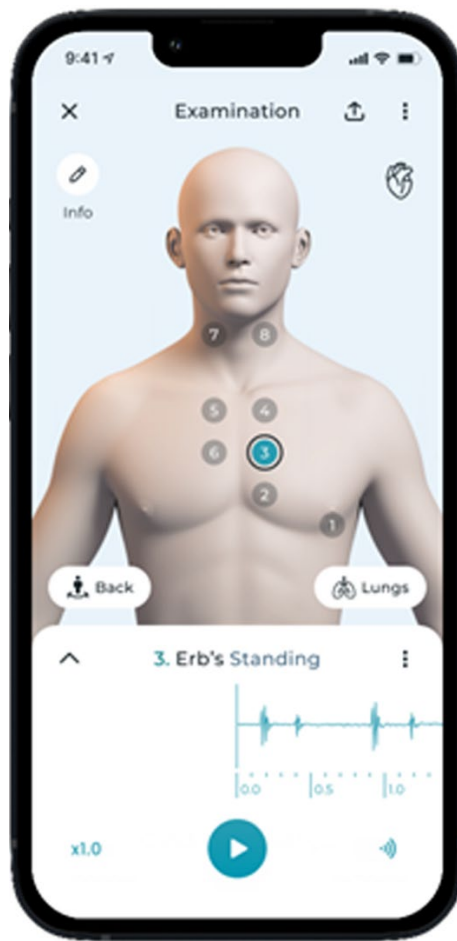 9:41
Examination
Info
7 8
5 4
6 3
2
1
Back Lungs
3. Erb's Standing
0.0 0.5 1.0
x1.0